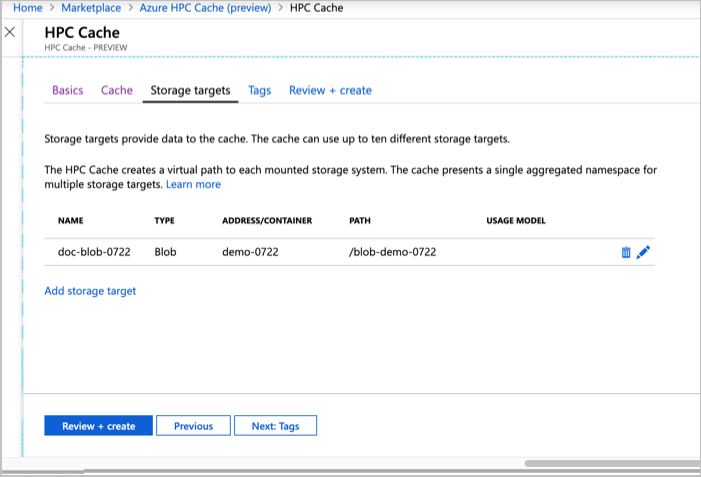 Home > Marketplace > Azure HPC Cache (preview) > HPC Cache
HPC Cache
HPC Cache - PREVIEW
Basics Cache Storage targets Tags Review + create
Storage targets provide data to the cache. The cache can use up to ten different storage targets.
The HPC Cache creates a virtual path to each mounted storage system. The cache presents a single aggregated namespace for
multiple storage targets. Learn more
NAME TYPE ADDRESS/CONTAINER PATH USAGE MODEL
doc-blob-0722 Blob demo-0722 /blob-demo-0722
Add storage target
Review + create Previous Next: Tags